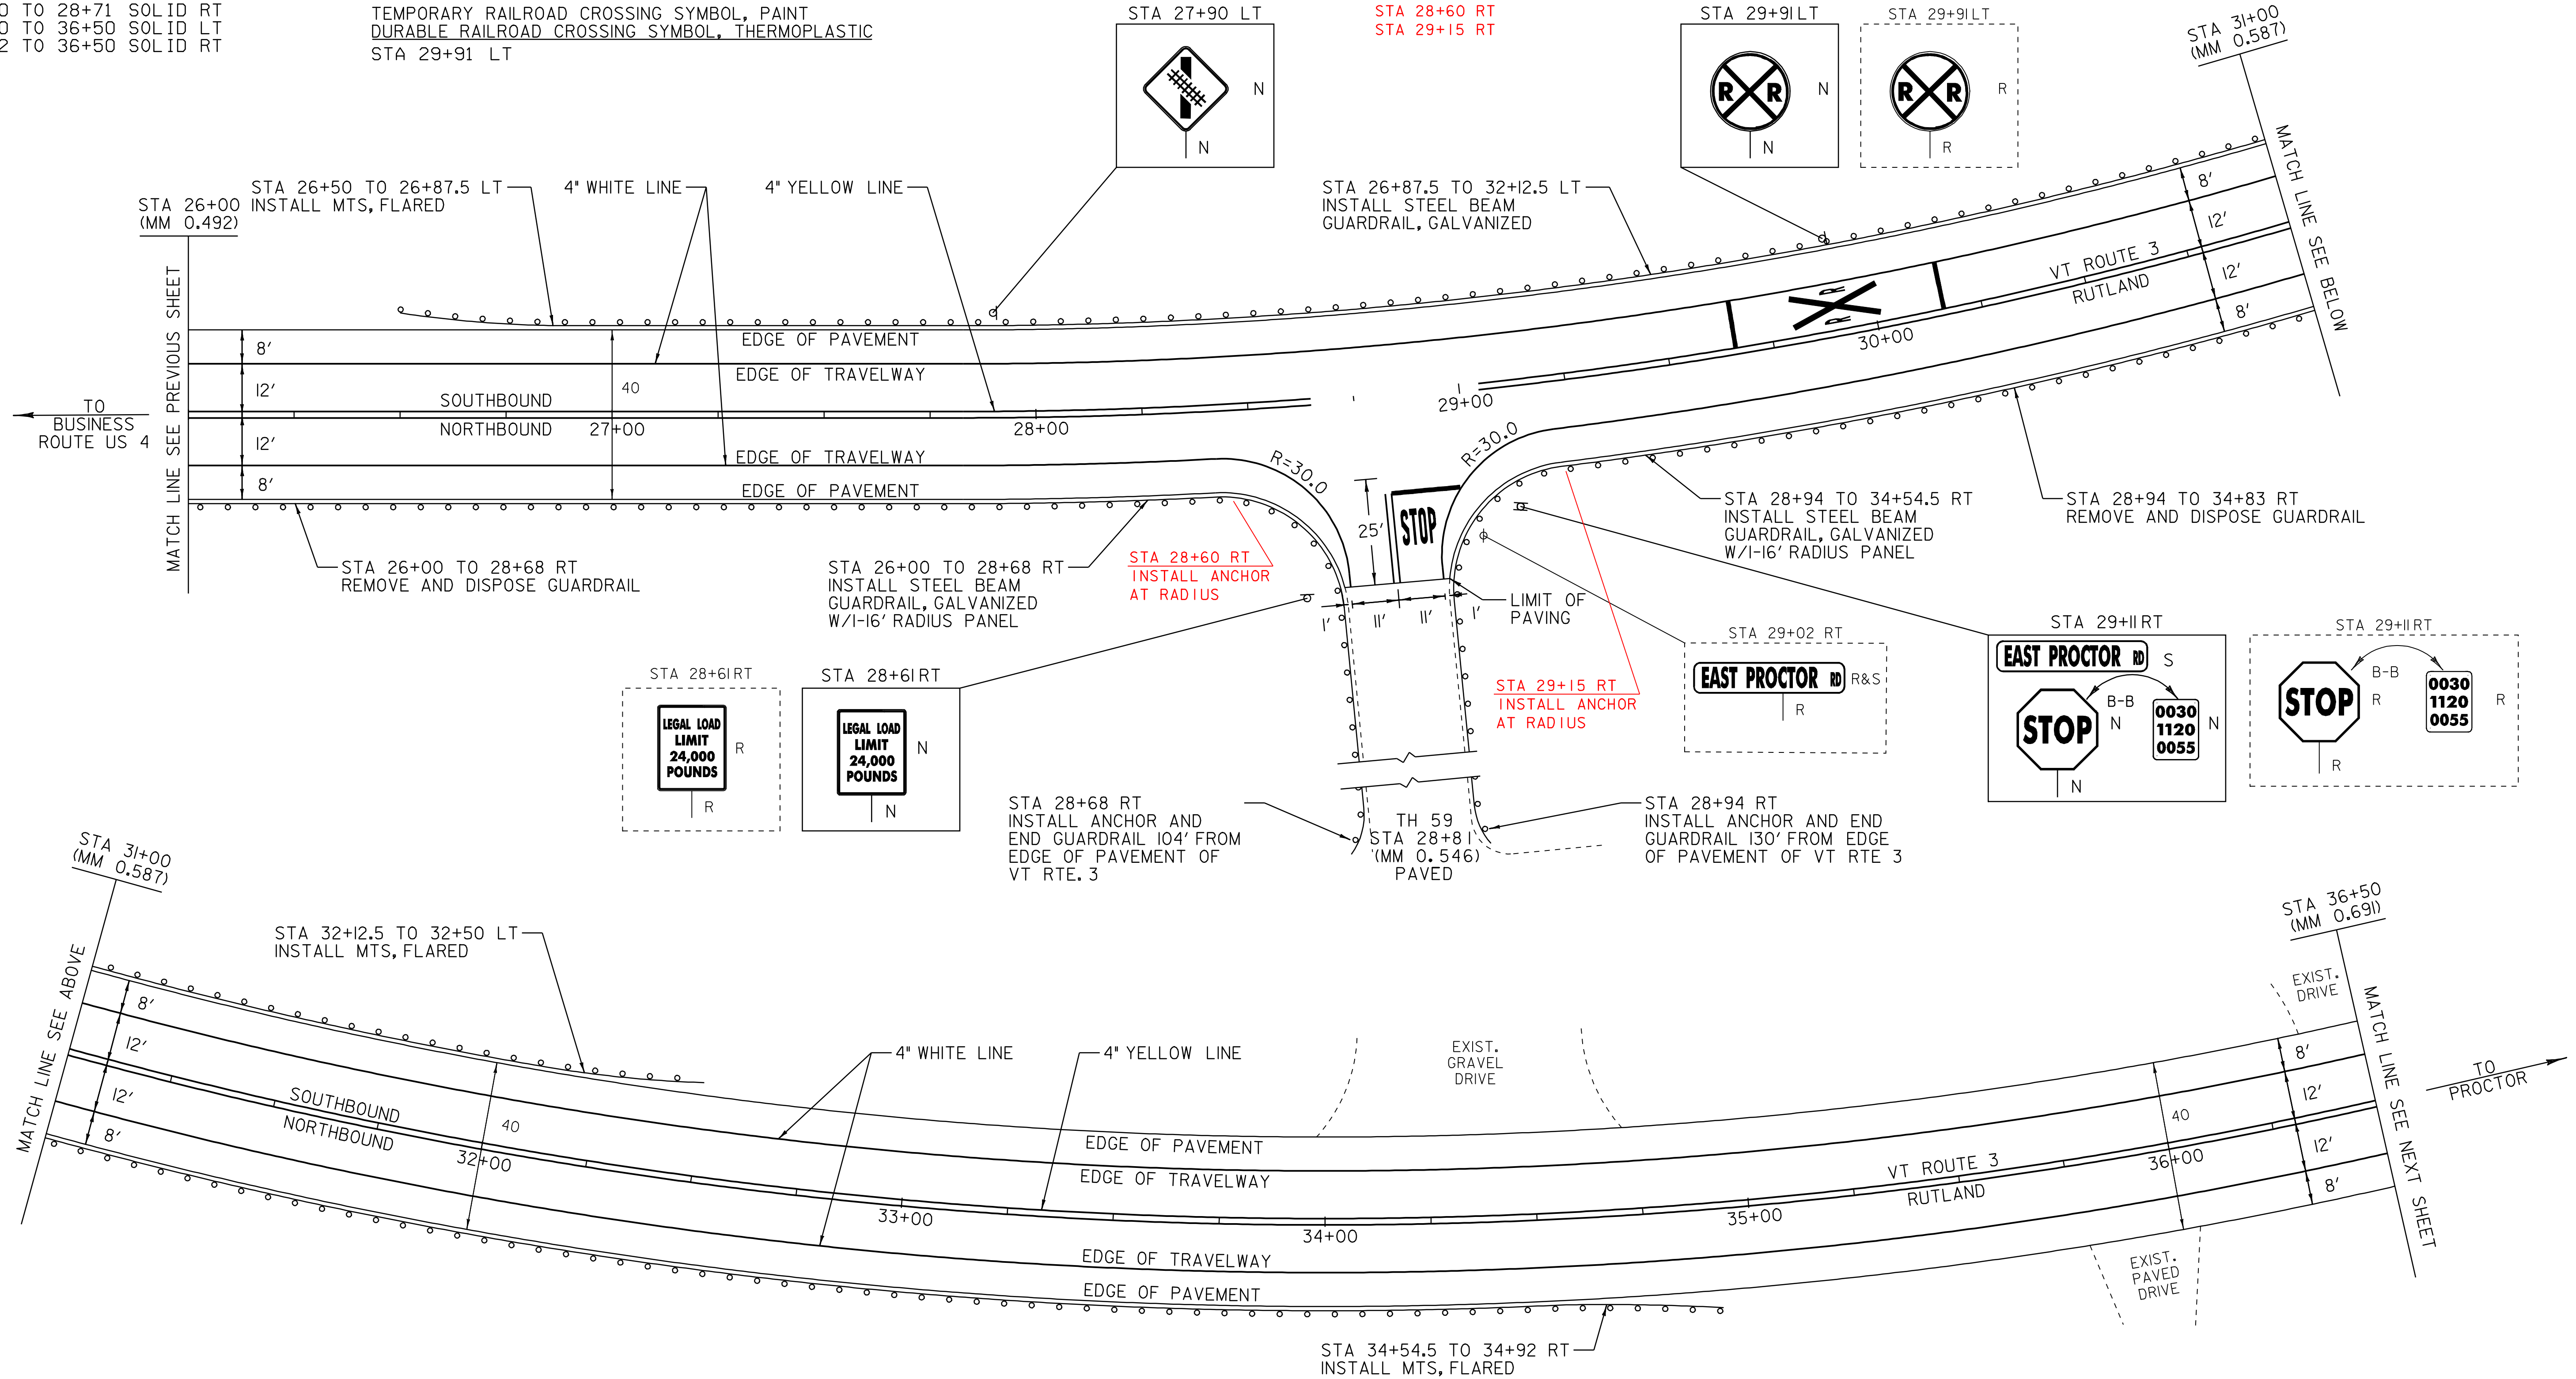 0 TO 28+71 SOLID RT
0 TO 36+50 SOLID LT
2 TO 36+50 SOLID RT
TEMPORARY RAILROAD CROSSING SYMBOL, PAINT
DURABLE RAILROAD CROSSING SYMBOL, THERMOPLASTIC
STA 29+91 LT
STA 27+90 LT
N
N
STA 28+60 RT
STA 29+15 RT
STA 29+91 LT
R R
N
N
STA 29+91 LT
R R
R
R
STA 31+00
(MM 0.587)
MATCH LINE SEE BELOW
STA 26+00
(MM 0.492)
MATCH LINE SEE PREVIOUS SHEET
TO
BUSINESS
ROUTE US 4
STA 26+50 TO 26+87.5 LT
INSTALL MTS, FLARED
4" WHITE LINE
4" YELLOW LINE
STA 26+87.5 TO 32+12.5 LT
INSTALL STEEL BEAM
GUARDRAIL, GALVANIZED
8'
12'
12'
8'
40
EDGE OF PAVEMENT
EDGE OF TRAVELWAY
SOUTHBOUND
NORTHBOUND
27+00
28+00
29+00
30+00
EDGE OF TRAVELWAY
EDGE OF PAVEMENT
R R
VT ROUTE 3
RUTLAND
8'
12'
12'
8'
R=30.0
R=30.0
25'
STOP
STA 26+00 TO 28+68 RT
REMOVE AND DISPOSE GUARDRAIL
STA 26+00 TO 28+68 RT
INSTALL STEEL BEAM
GUARDRAIL, GALVANIZED
W/1-16' RADIUS PANEL
STA 28+60 RT
INSTALL ANCHOR
AT RADIUS
1'
11'
11'
1'
LIMIT OF
PAVING
STA 28+94 TO 34+54.5 RT
INSTALL STEEL BEAM
GUARDRAIL, GALVANIZED
W/1-16' RADIUS PANEL
STA 28+94 TO 34+83 RT
REMOVE AND DISPOSE GUARDRAIL
STA 29+15 RT
INSTALL ANCHOR
AT RADIUS
STA 28+61 RT
LEGAL LOAD
LIMIT
24,000
POUNDS
R
R
STA 28+61 RT
LEGAL LOAD
LIMIT
24,000
POUNDS
N
N
STA 29+02 RT
EAST PROCTOR RD
R&S
R
STA 29+11 RT
EAST PROCTOR RD
S
STOP
B-B
N
0030
1120
0055
N
N
STA 29+11 RT
STOP
B-B
R
0030
1120
0055
R
R
STA 28+68 RT
INSTALL ANCHOR AND
END GUARDRAIL 104' FROM
EDGE OF PAVEMENT OF
VT RTE. 3
TH 59
STA 28+81
(MM 0.546)
PAVED
STA 28+94 RT
INSTALL ANCHOR AND END
GUARDRAIL 130' FROM EDGE
OF PAVEMENT OF VT RTE 3
STA 31+00
(MM 0.587)
MATCH LINE SEE ABOVE
STA 32+12.5 TO 32+50 LT
INSTALL MTS, FLARED
8'
12'
12'
8'
SOUTHBOUND
NORTHBOUND
40
32+00
4" WHITE LINE
4" YELLOW LINE
33+00
34+00
35+00
36+00
EDGE OF PAVEMENT
EDGE OF TRAVELWAY
EDGE OF TRAVELWAY
EDGE OF PAVEMENT
EXIST.
GRAVEL
DRIVE
VT ROUTE 3
RUTLAND
40
8'
12'
12'
8'
EXIST.
DRIVE
EXIST.
PAVED
DRIVE
STA 36+50
(MM 0.691)
MATCH LINE SEE NEXT SHEET
TO
PROCTOR
STA 34+54.5 TO 34+92 RT
INSTALL MTS, FLARED